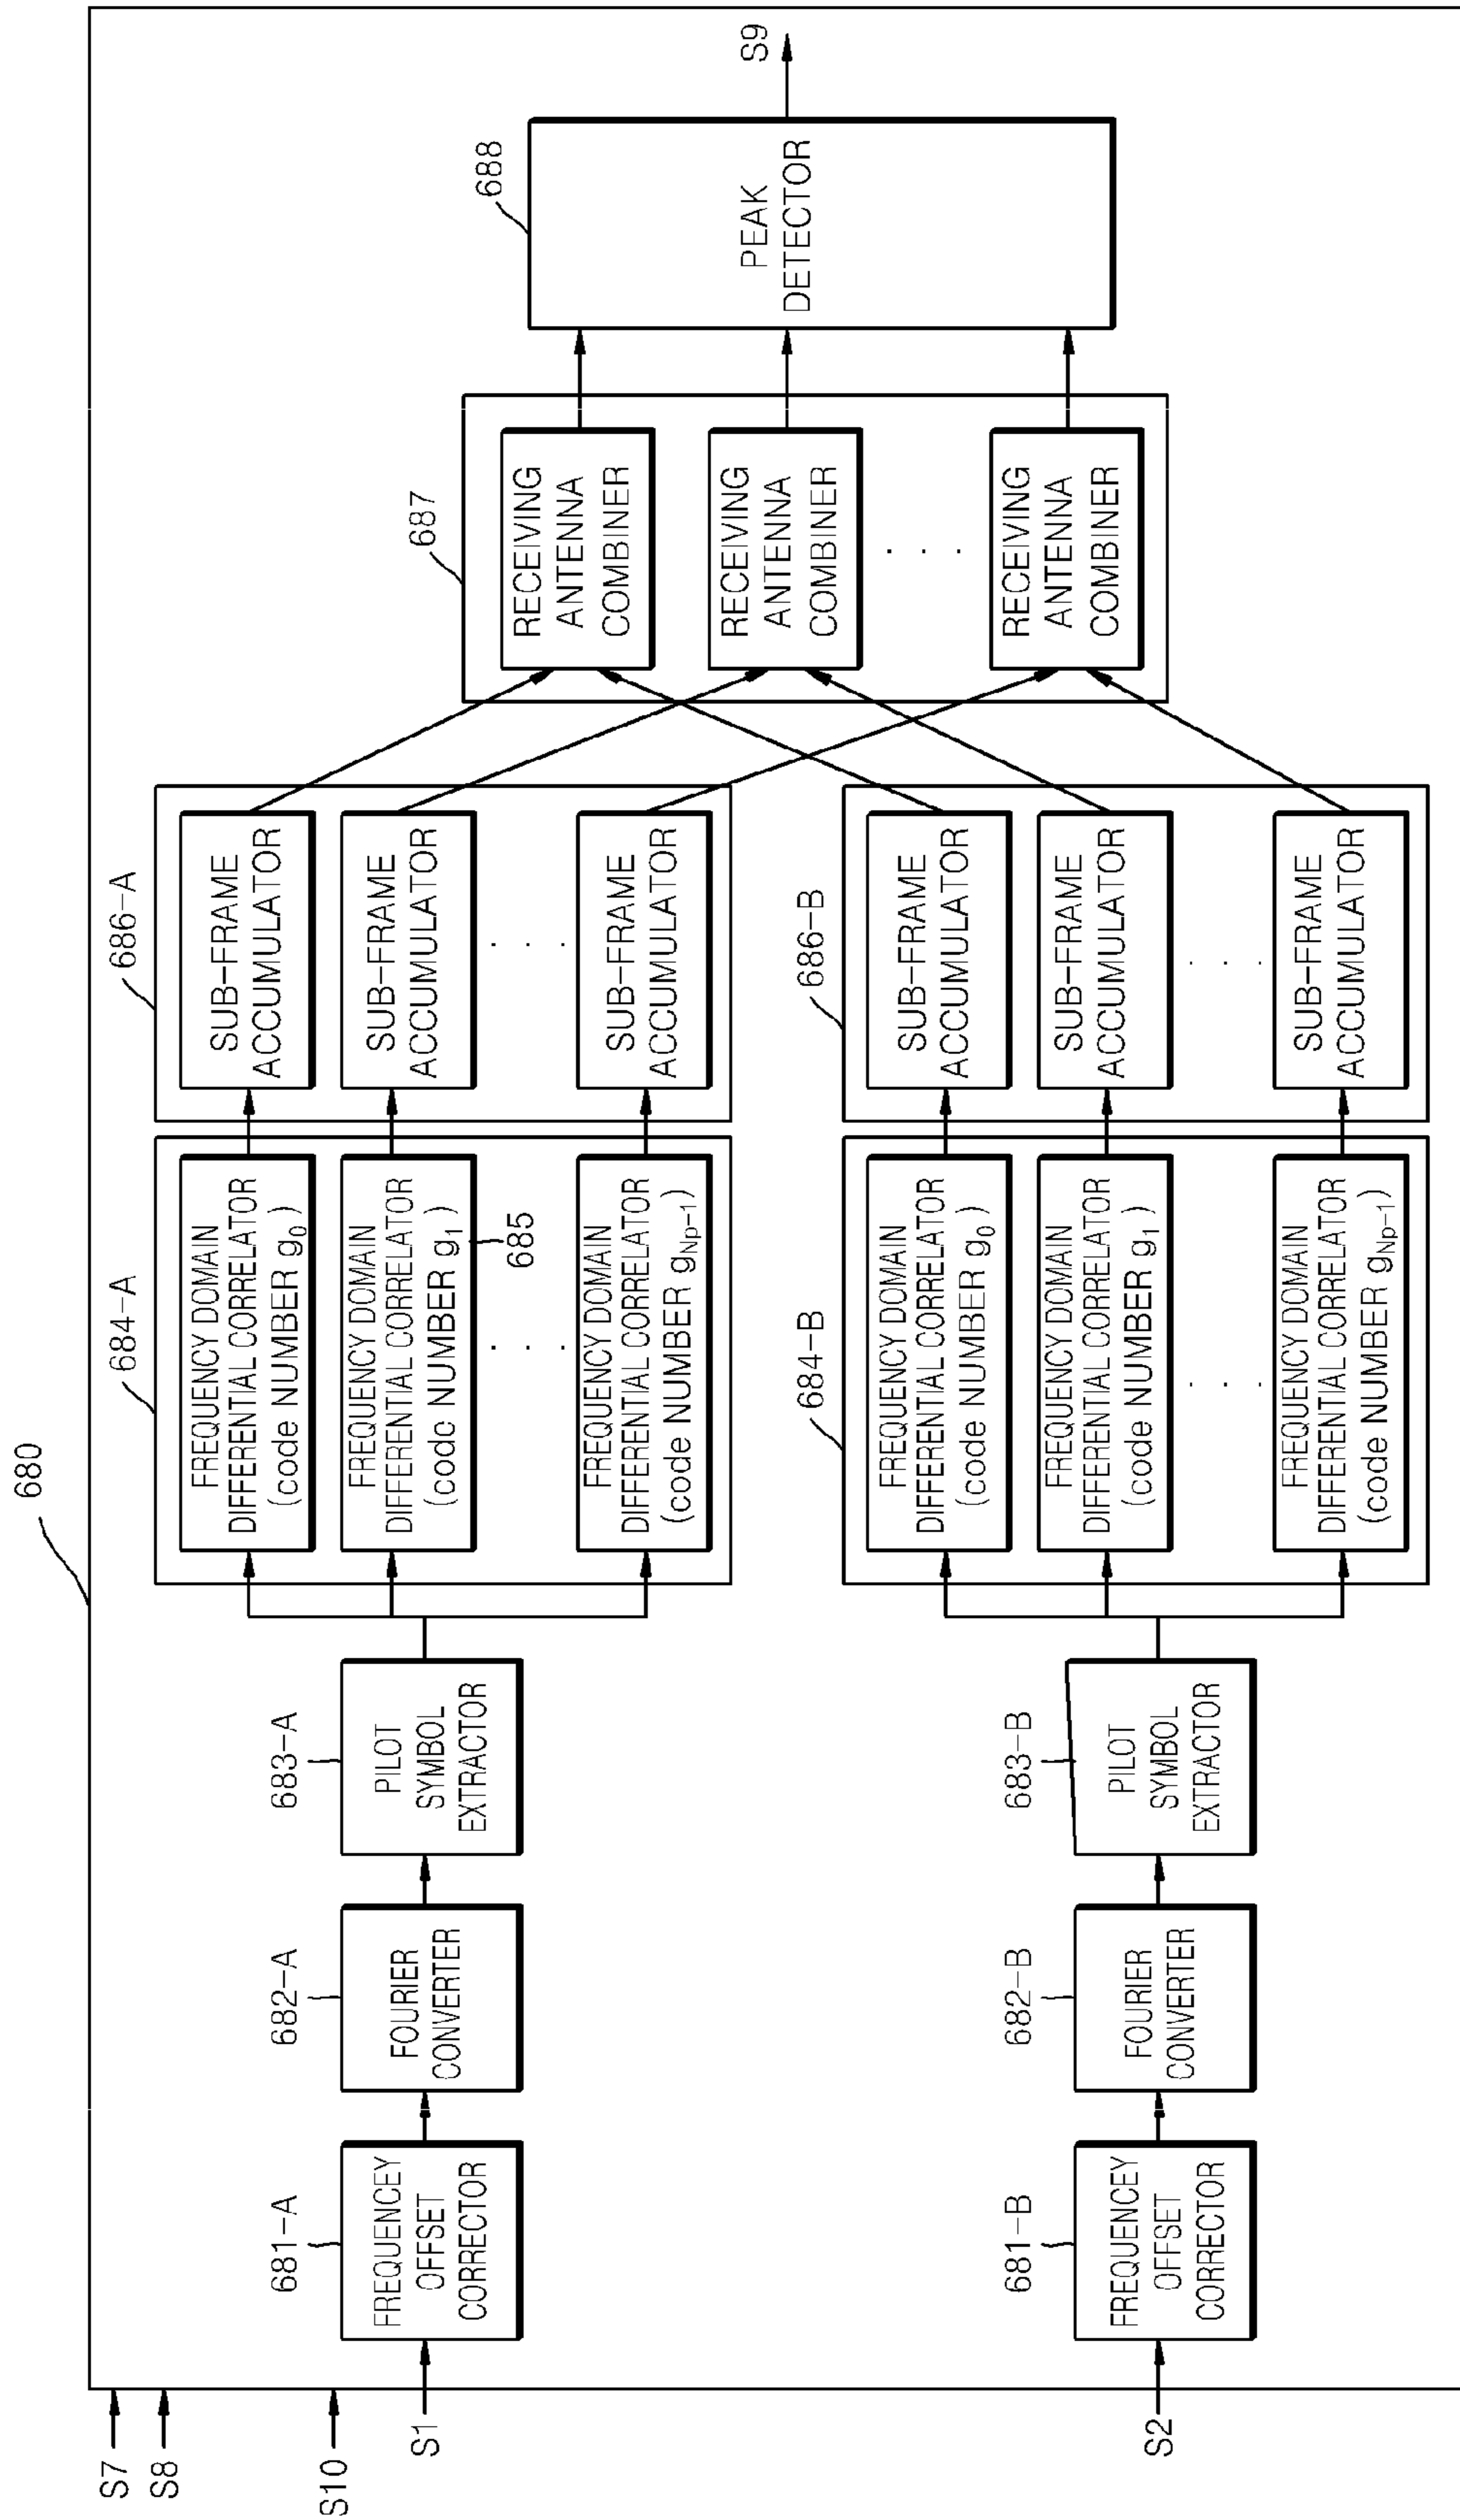 680
S7
S8
S10
S1
681-A
FREQUENCEY
OFFSET
CORRECTOR
682-A
FOURIER
CONVERTER
683-A
PILOT
SYMBOL
EXTRACTOR
684-A
FREQUENCY DOMAIN
DIFFERENTIAL CORRELATOR
(code NUMBER g0)
FREQUENCY DOMAIN
DIFFERENTIAL CORRELATOR
(code NUMBER g1)
685
. . .
FREQUENCY DOMAIN
DIFFERENTIAL CORRELATOR
(code NUMBER gNp-1)
686-A
SUB-FRAME
ACCUMULATOR
SUB-FRAME
ACCUMULATOR
. . .
SUB-FRAME
ACCUMULATOR
687
RECEIVING
ANTENNA
COMBINER
RECEIVING
ANTENNA
COMBINER
. . .
RECEIVING
ANTENNA
COMBINER
688
PEAK
DETECTOR
S9
S2
681-B
FREQUENCEY
OFFSET
CORRECTOR
682-B
FOURIER
CONVERTER
683-B
PILOT
SYMBOL
EXTRACTOR
684-B
FREQUENCY DOMAIN
DIFFERENTIAL CORRELATOR
(code NUMBER g0)
FREQUENCY DOMAIN
DIFFERENTIAL CORRELATOR
(code NUMBER g1)
. . .
FREQUENCY DOMAIN
DIFFERENTIAL CORRELATOR
(code NUMBER gNp-1)
686-B
SUB-FRAME
ACCUMULATOR
SUB-FRAME
ACCUMULATOR
. . .
SUB-FRAME
ACCUMULATOR